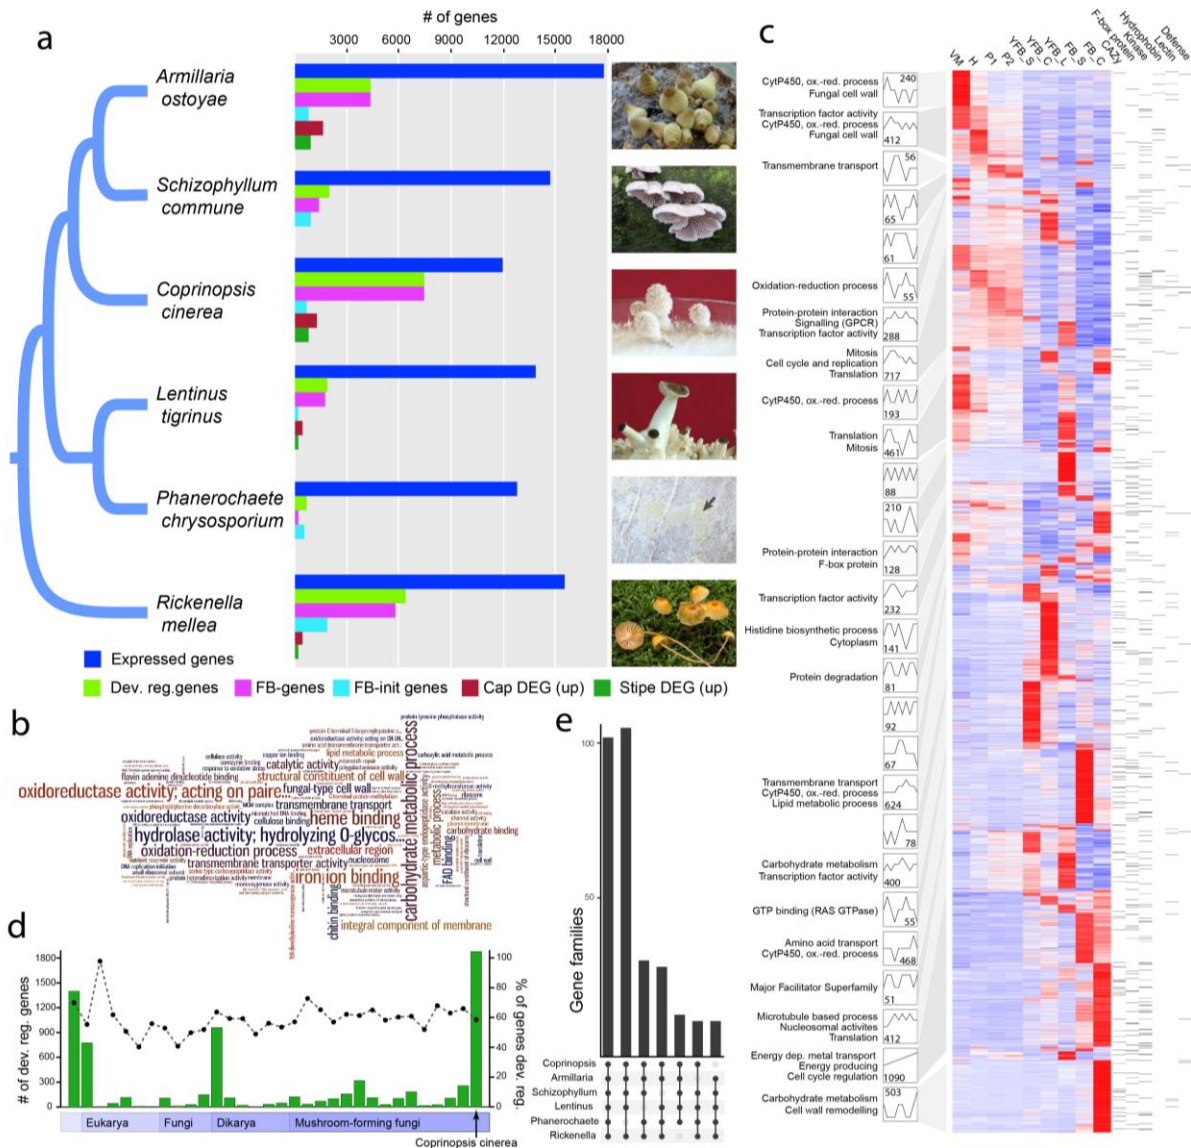 a
# of genes
3000 6000 9000 12000 15000 18000
Armillaria
ostoyae
Schizophyllum
commune
Coprinopsis
cinerea
Lentinus
tigrinus
Phanerochaete
chrysosporium
Rickenella
mellea
Expressed genes
Dev. reg.genes
FB-genes
FB-init genes
Cap DEG (up)
Stipe DEG (up)
b
protein tyrosine phosphatase activity
lipid metabolic process
catalytic activity
flavin adenine dinucleotide binding
structural constituent of cell wall
oxidoreductase activity; acting on paire...
fungal-type cell wall
transmembrane transport
oxidoreductase activity
cellulose binding
heme binding
hydrolase activity; hydrolyzing O-glycos...
oxidation-reduction process
extracellular region
transmembrane transporter activity
nucleosome
iron ion binding
chitin binding
integral component of membrane
carbohydrate metabolic process
metabolic process
FAD binding
carbohydrate binding
cell wall
d
# of dev. reg. genes
1800
1500
1200
900
600
300
0
100
80
60
40
20
0
% of genes dev. reg.
Eukarya
Fungi
Dikarya
Mushroom-forming fungi
Coprinopsis cinerea
e
Gene families
100
50
Coprinopsis
Armillaria
Schizophyllum
Lentinus
Phanerochaete
Rickenella
c
VM
H
P1
P2
YFB_S
YFB_C
YFB_L
FB_S
FB_C
CAZy
F-box protein
Kinase
Hydrophobin
Lectin
Defense
CytP450, ox.-red. process
Fungal cell wall
240
Transcription factor activity
CytP450, ox.-red. process
Fungal cell wall
412
Transmembrane transport
56
65
61
Oxidation-reduction process
55
Protein-protein interaction
Signalling (GPCR)
Transcription factor activity
288
Mitosis
Cell cycle and replication
Translation
717
CytP450, ox.-red. process
193
Translation
Mitosis
461
88
210
Protein-protein interaction
F-box protein
128
Transcription factor activity
232
Histidine biosynthetic process
Cytoplasm
141
Protein degradation
81
92
67
Transmembrane transport
CytP450, ox.-red. process
Lipid metabolic process
624
78
Carbohydrate metabolism
Transcription factor activity
400
GTP binding (RAS GTPase)
55
Amino acid transport
CytP450, ox.-red. process
468
Major Facilitator Superfamily
51
Microtubule based process
Nucleosomal activites
Translation
412
Energy dep. metal transport
Energy producing
Cell cycle regulation
1090
Carbohydrate metabolism
Cell wall remodelling
503